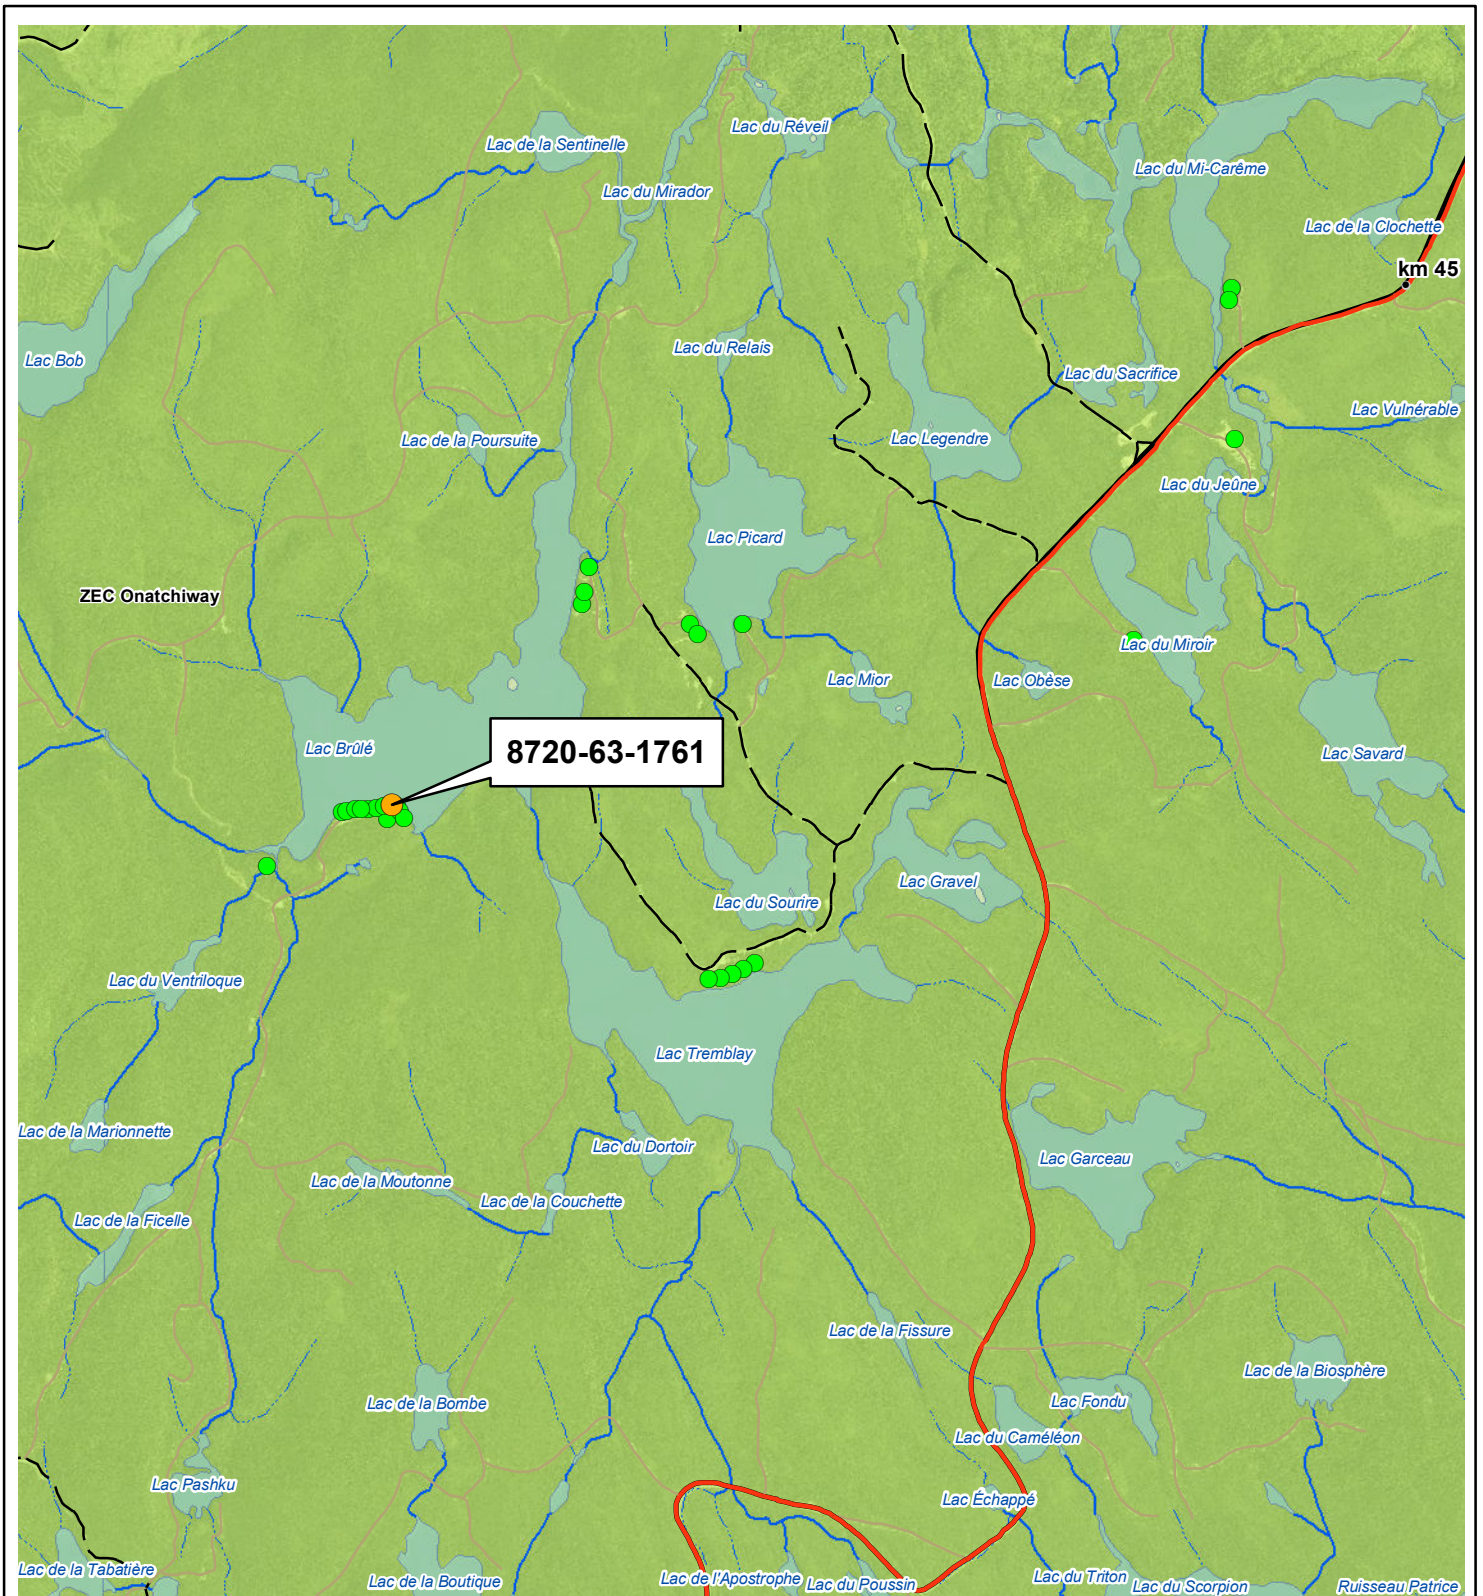 Lac du Réveil
Lac de la Sentinelle
Lac du Mi-Carême
Lac du Mirador
Lac de la Clochette
km 45
Lac du Relais
Lac Bob
Lac du Sacrifice
Lac Vulnérable
Lac de la Poursuite
Lac Legendre
Lac du Jeûne
Lac Picard
ZEC Onatchiway
Lac du Miroir
Lac Mior
Lac Obèse
Lac Brûlé
8720-63-1761
Lac Savard
Lac Gravel
Lac du Sourire
Lac du Ventriloque
Lac Tremblay
Lac de la Marionnette
Lac du Dortoir
Lac Garceau
Lac de la Moutonne
Lac de la Couchette
Lac de la Ficelle
Lac de la Fissure
Lac de la Biosphère
Lac de la Bombe
Lac Fondu
Lac du Caméléon
Lac Pashku
Lac Échappé
Lac de la Tabatière
Lac de la Boutique
Lac de l'Apostrophe
Lac du Poussin
Lac du Triton
Lac du Scorpion
Ruisseau Patrice